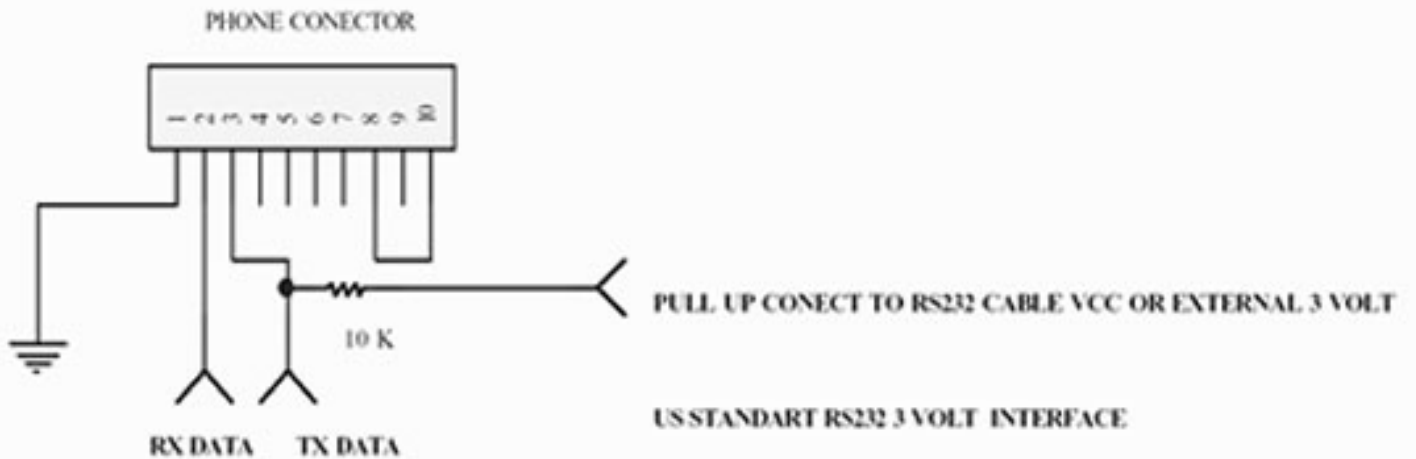 PHONE CONECTOR
1 2 3 4 5 6 7 8 9 10
10 K
PULL UP CONECT TO RS232 CABLE VCC OR EXTERNAL 3 VOLT
US STANDART RS232 3 VOLT INTERFACE
RX DATA TX DATA